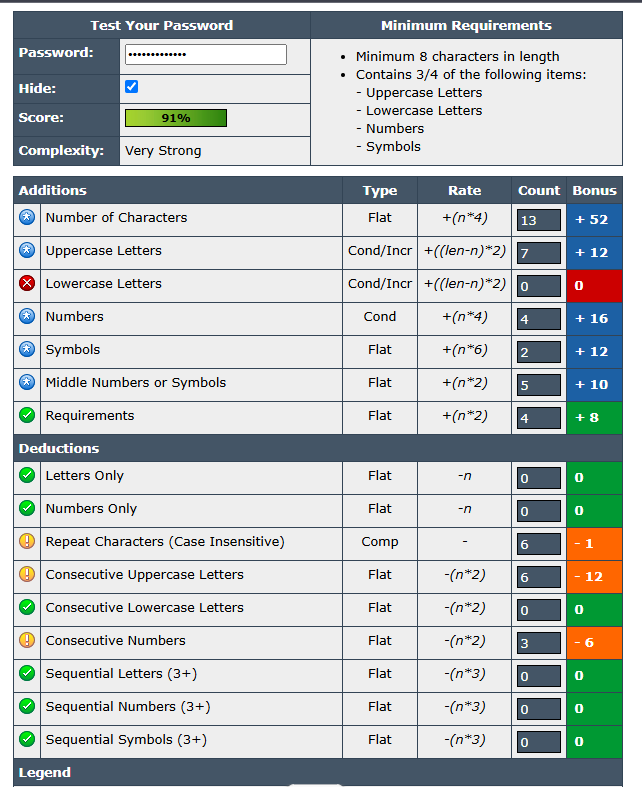 Test Your Password
Minimum Requirements
Password:
•••••••••••••
Hide:
Score:
91%
Complexity:
Very Strong
• Minimum 8 characters in length
• Contains 3/4 of the following items:
- Uppercase Letters
- Lowercase Letters
- Numbers
- Symbols
Additions Type Rate Count Bonus
Number of Characters Flat +(n*4) 13 + 52
Uppercase Letters Cond/Incr +((len-n)*2) 7 + 12
Lowercase Letters Cond/Incr +((len-n)*2) 0 0
Numbers Cond +(n*4) 4 + 16
Symbols Flat +(n*6) 2 + 12
Middle Numbers or Symbols Flat +(n*2) 5 + 10
Requirements Flat +(n*2) 4 + 8
Deductions
Letters Only Flat -n 0 0
Numbers Only Flat -n 0 0
Repeat Characters (Case Insensitive) Comp - 6 - 1
Consecutive Uppercase Letters Flat -(n*2) 6 - 12
Consecutive Lowercase Letters Flat -(n*2) 0 0
Consecutive Numbers Flat -(n*2) 3 - 6
Sequential Letters (3+) Flat -(n*3) 0 0
Sequential Numbers (3+) Flat -(n*3) 0 0
Sequential Symbols (3+) Flat -(n*3) 0 0
Legend